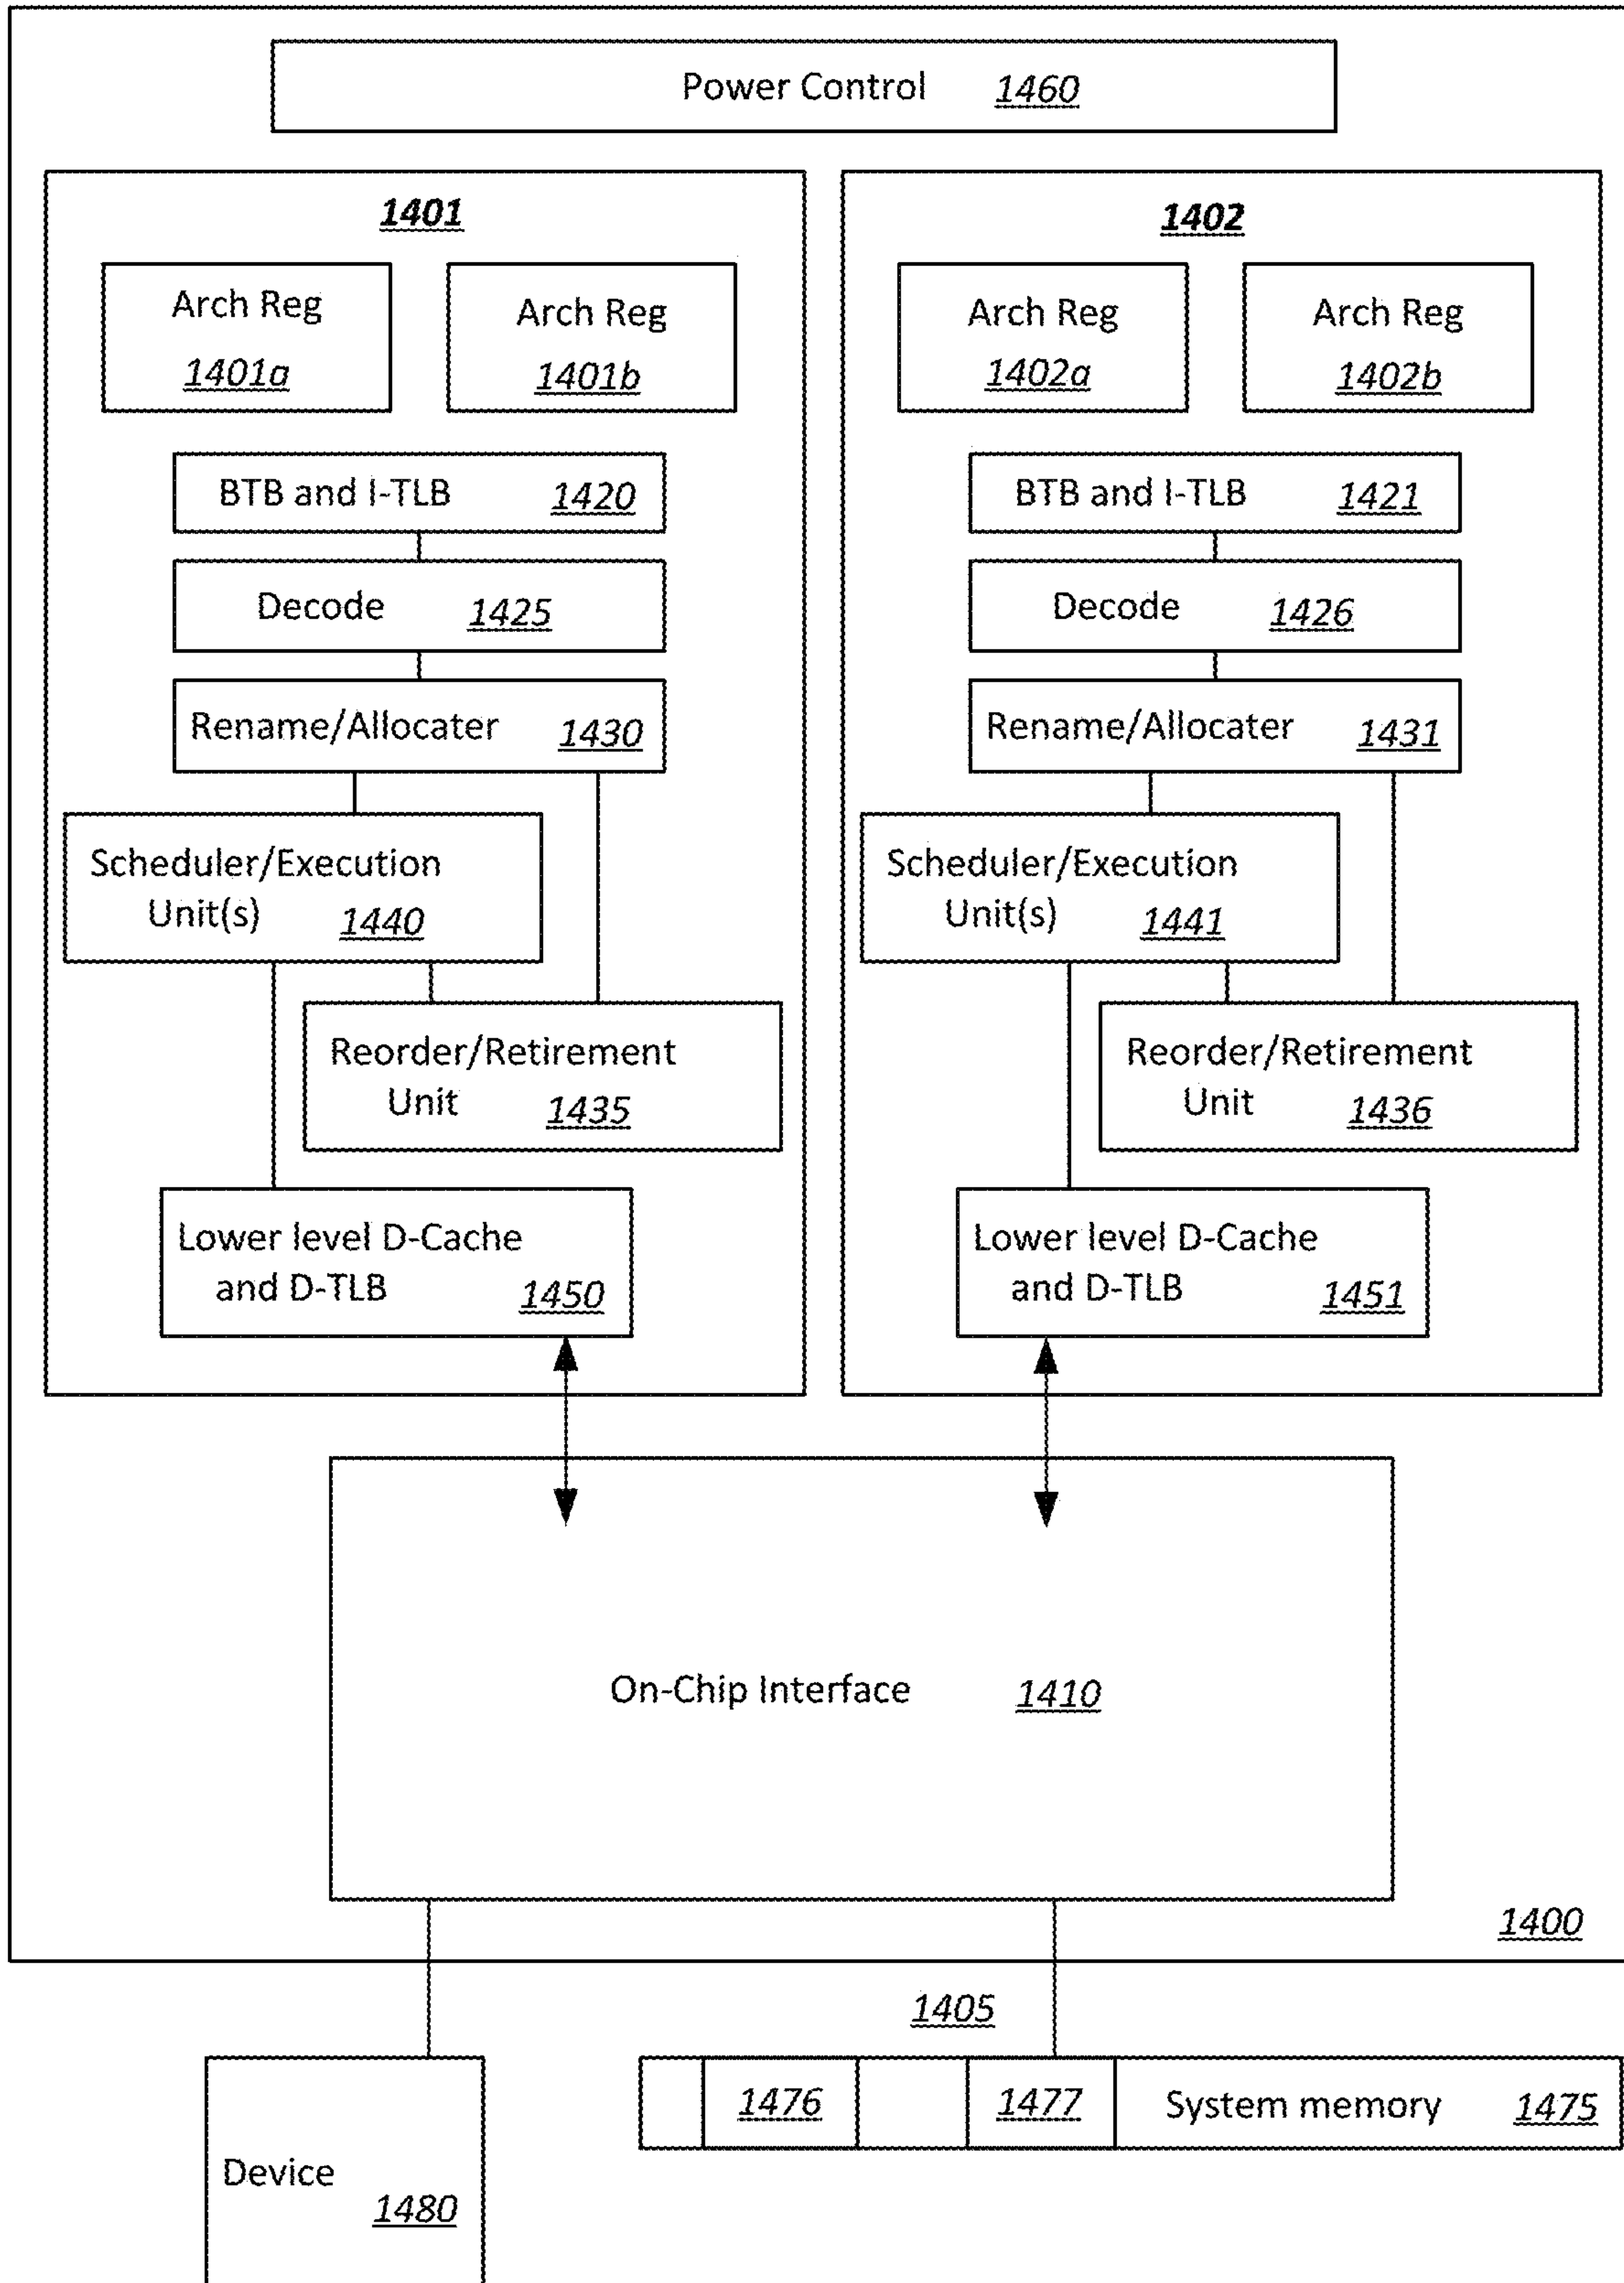 Power Control 1460
1401
Arch Reg
1401a
Arch Reg
1401b
BTB and I-TLB 1420
Decode 1425
Rename/Allocater 1430
Scheduler/Execution
Unit(s) 1440
Reorder/Retirement
Unit 1435
Lower level D-Cache
and D-TLB 1450
1402
Arch Reg
1402a
Arch Reg
1402b
BTB and I-TLB 1421
Decode 1426
Rename/Allocater 1431
Scheduler/Execution
Unit(s) 1441
Reorder/Retirement
Unit 1436
Lower level D-Cache
and D-TLB 1451
On-Chip Interface 1410
1400
1405
1476 1477 System memory 1475
Device
1480